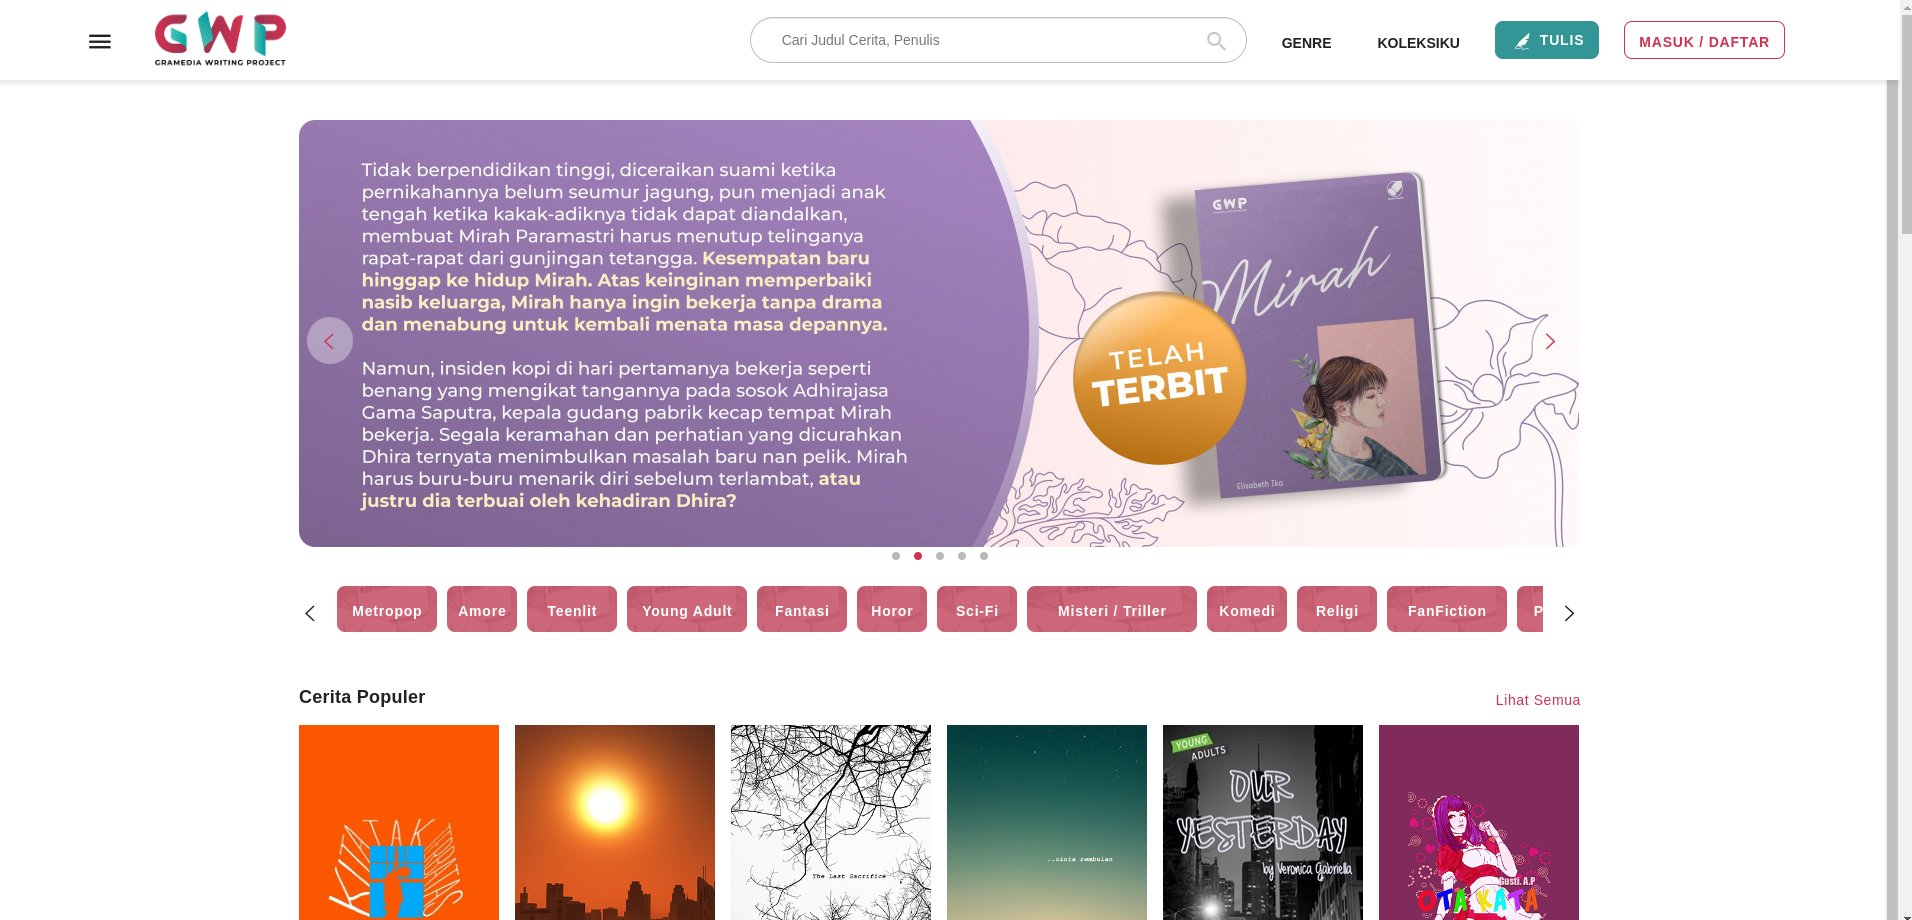 GWP
GRAMEDIA WRITING PROJECT
Cari Judul Cerita, Penulis
GENRE
KOLEKSIKU
TULIS
MASUK / DAFTAR
Tidak berpendidikan tinggi, diceraikan suami ketika
pernikahannya belum seumur jagung, pun menjadi anak
tengah ketika kakak-adiknya tidak dapat diandalkan,
membuat Mirah Paramastri harus menutup telinganya
rapat-rapat dari gunjingan tetangga. Kesempatan baru
hinggap ke hidup Mirah. Atas keinginan memperbaiki
nasib keluarga, Mirah hanya ingin bekerja tanpa drama
dan menabung untuk kembali menata masa depannya.
Namun, insiden kopi di hari pertamanya bekerja seperti
benang yang mengikat tangannya pada sosok Adhirajasa
Gama Saputra, kepala gudang pabrik kecap tempat Mirah
bekerja. Segala keramahan dan perhatian yang dicurahkan
Dhira ternyata menimbulkan masalah baru nan pelik. Mirah
harus buru-buru menarik diri sebelum terlambat, atau
justru dia terbuai oleh kehadiran Dhira?
GWP
Mirah
TELAH
TERBIT
Elisabeth Ika
Metropop
Amore
Teenlit
Young Adult
Fantasi
Horor
Sci-Fi
Misteri / Triller
Komedi
Religi
FanFiction
P
Cerita Populer
Lihat Semua
The Last Sacrifice
..cinta rembulan
YOUNG
ADULTS
OUR
YESTERDAY
by Veronica Gabriella
Gusti. A.P
OTA KATA